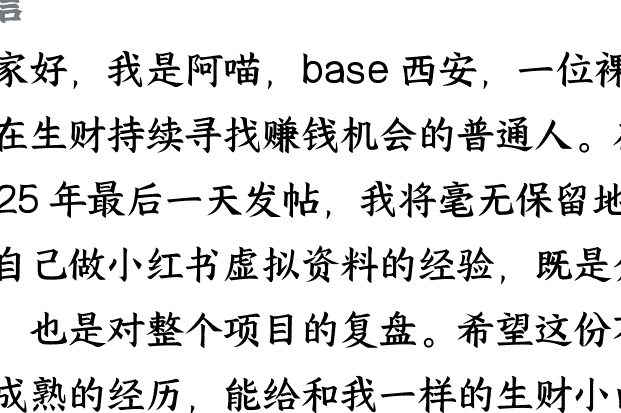 家好，我是阿喵，base 西安，一位裸
在生财持续寻找赚钱机会的普通人。
25 年最后一天发帖，我将毫无保留地
自己做小红书虚拟资料的经验，既是
也是对整个项目的复盘。希望这份
成熟的经历，能给和我一样的生财小